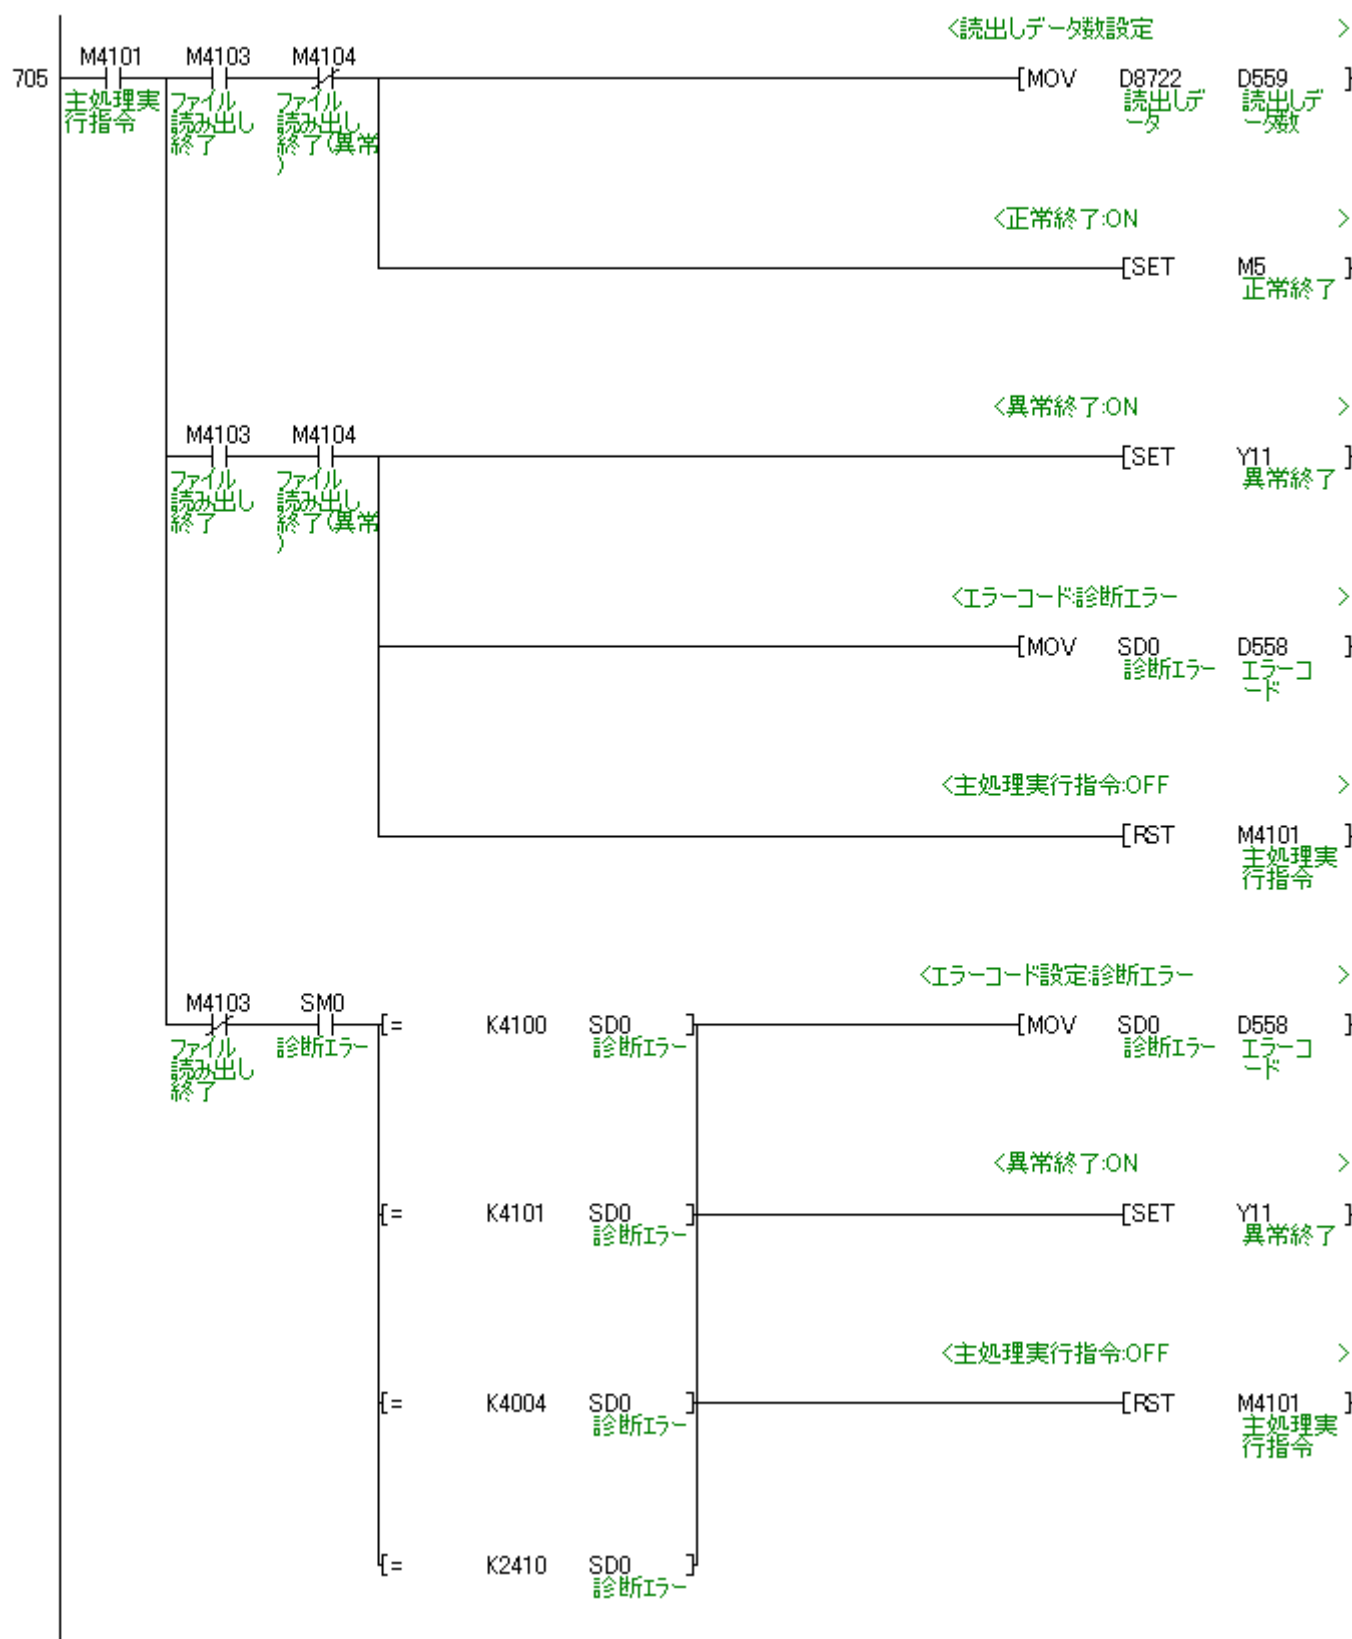 <読出しデータ数設定 >
M4101 M4103 M4104
705 [MOV D8722 D559 ]
主処理実 ファイル ファイル 読出しデ 読出しデ
行指令 読み出し 読み出し ータ ータ数
終了 終了(異常
)
<正常終了:ON >
[SET M5 ]
正常終了
<異常終了:ON >
M4103 M4104
[SET Y11 ]
ファイル ファイル 異常終了
読み出し 読み出し
終了 終了(異常
)
<エラーコード:診断エラー >
[MOV SD0 D558 ]
診断エラー エラーコ
ード
<主処理実行指令:OFF >
[RST M4101 ]
主処理実
行指令
<エラーコード設定:診断エラー >
M4103 SM0
[= K4100 SD0 ] [MOV SD0 D558 ]
ファイル 診断エラー 診断エラー 診断エラー エラーコ
読み出し ード
終了
<異常終了:ON >
[= K4101 SD0 ] [SET Y11 ]
診断エラー 異常終了
<主処理実行指令:OFF >
[= K4004 SD0 ] [RST M4101 ]
診断エラー 主処理実
行指令
[= K2410 SD0 ]
診断エラー